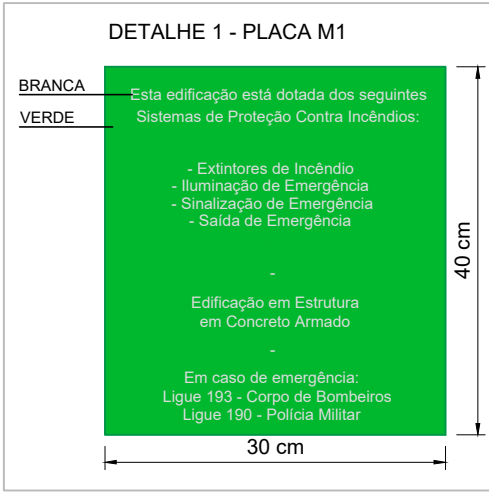 DETALHE 1 - PLACA M1
BRANCA
VERDE
Esta edificação está dotada dos seguintes
Sistemas de Proteção Contra Incêndios:
- Extintores de Incêndio
- Iluminação de Emergência
- Sinalização de Emergência
- Saída de Emergência
-
Edificação em Estrutura
em Concreto Armado
-
Em caso de emergência:
Ligue 193 - Corpo de Bombeiros
Ligue 190 - Polícia Militar
40 cm
30 cm